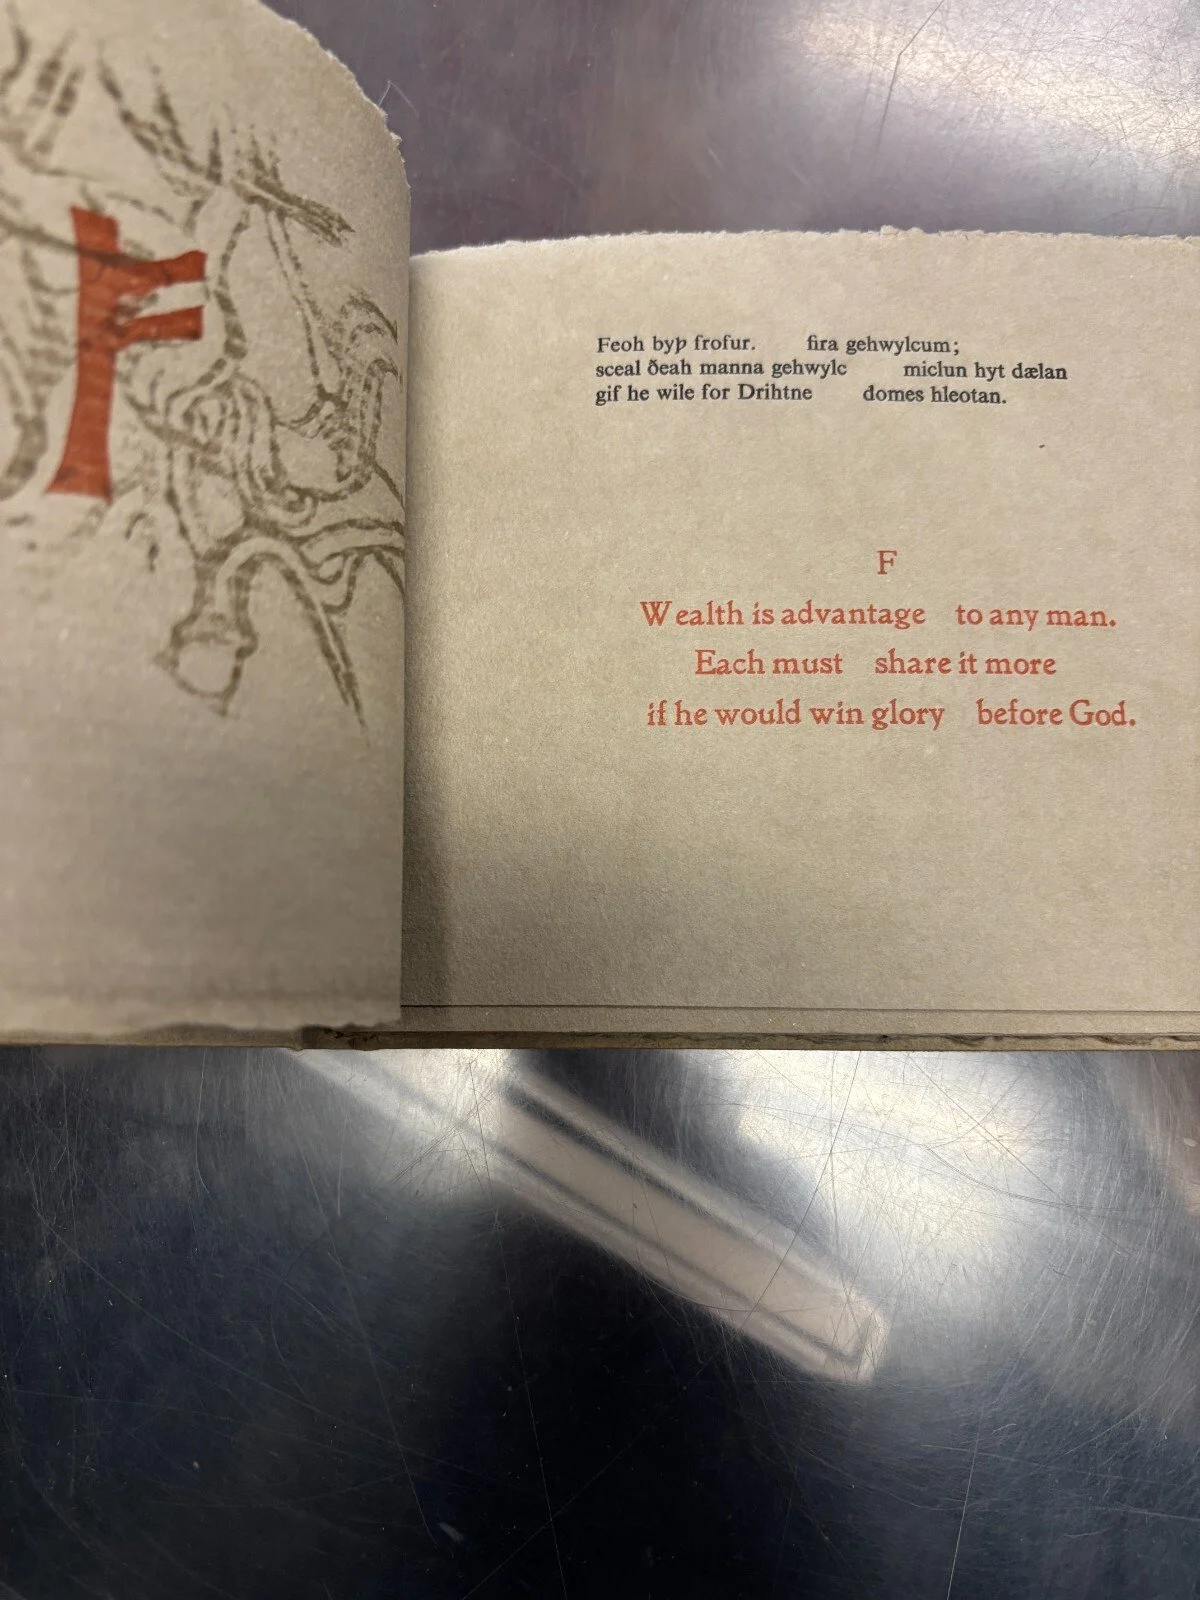 Feoh byþ frofur. fira gehwylcum;
sceal ðeah manna gehwylc miclun hyt dælan
gif he wile for Drihtne domes hleotan.
F
Wealth is advantage to any man.
Each must share it more
if he would win glory before God.